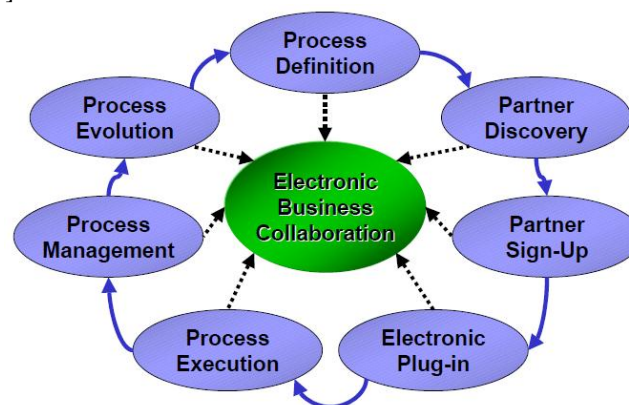 ]
Process
Definition
Partner
Discovery
Partner
Sign-Up
Electronic
Plug-in
Process
Execution
Process
Management
Process
Evolution
Electronic
Business
Collaboration